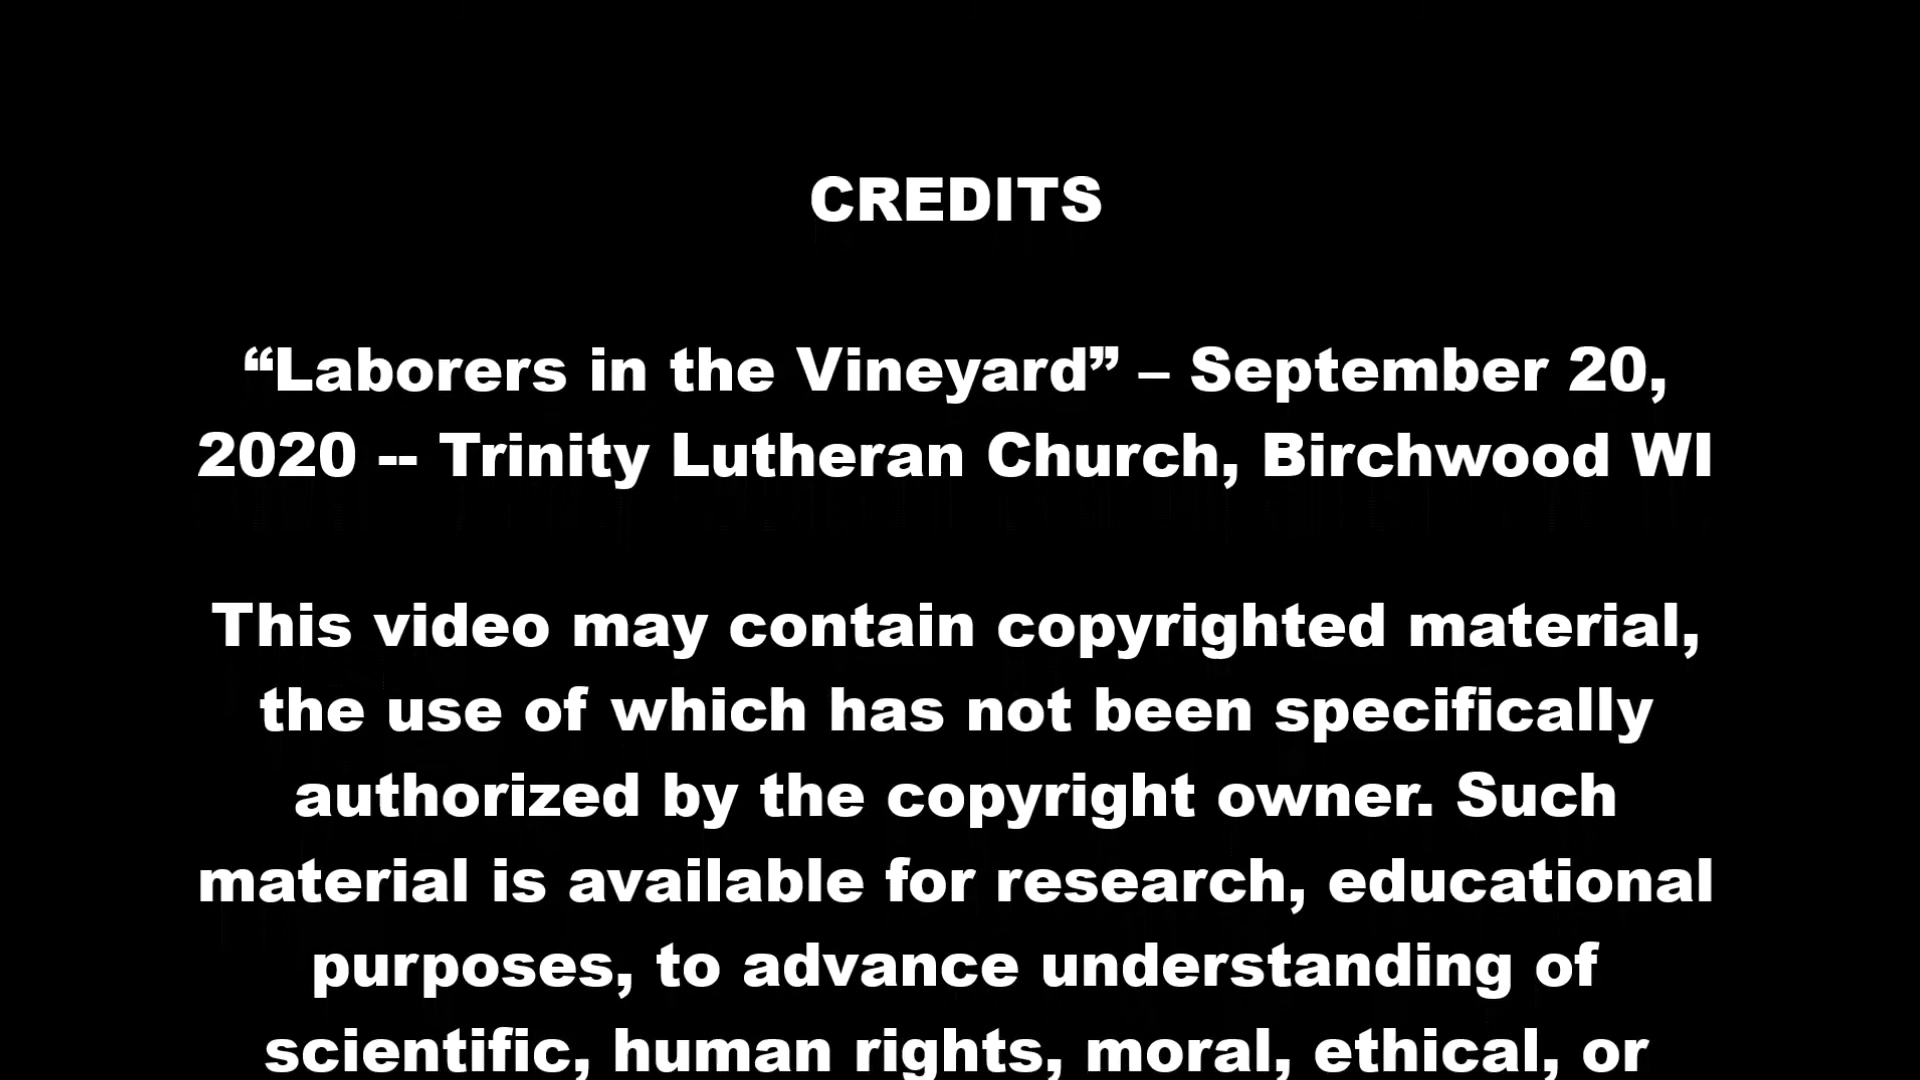 CREDITS
“Laborers in the Vineyard” – September 20,
2020 -- Trinity Lutheran Church, Birchwood WI
This video may contain copyrighted material,
the use of which has not been specifically
authorized by the copyright owner. Such
material is available for research, educational
purposes, to advance understanding of
scientific, human rights, moral, ethical, or